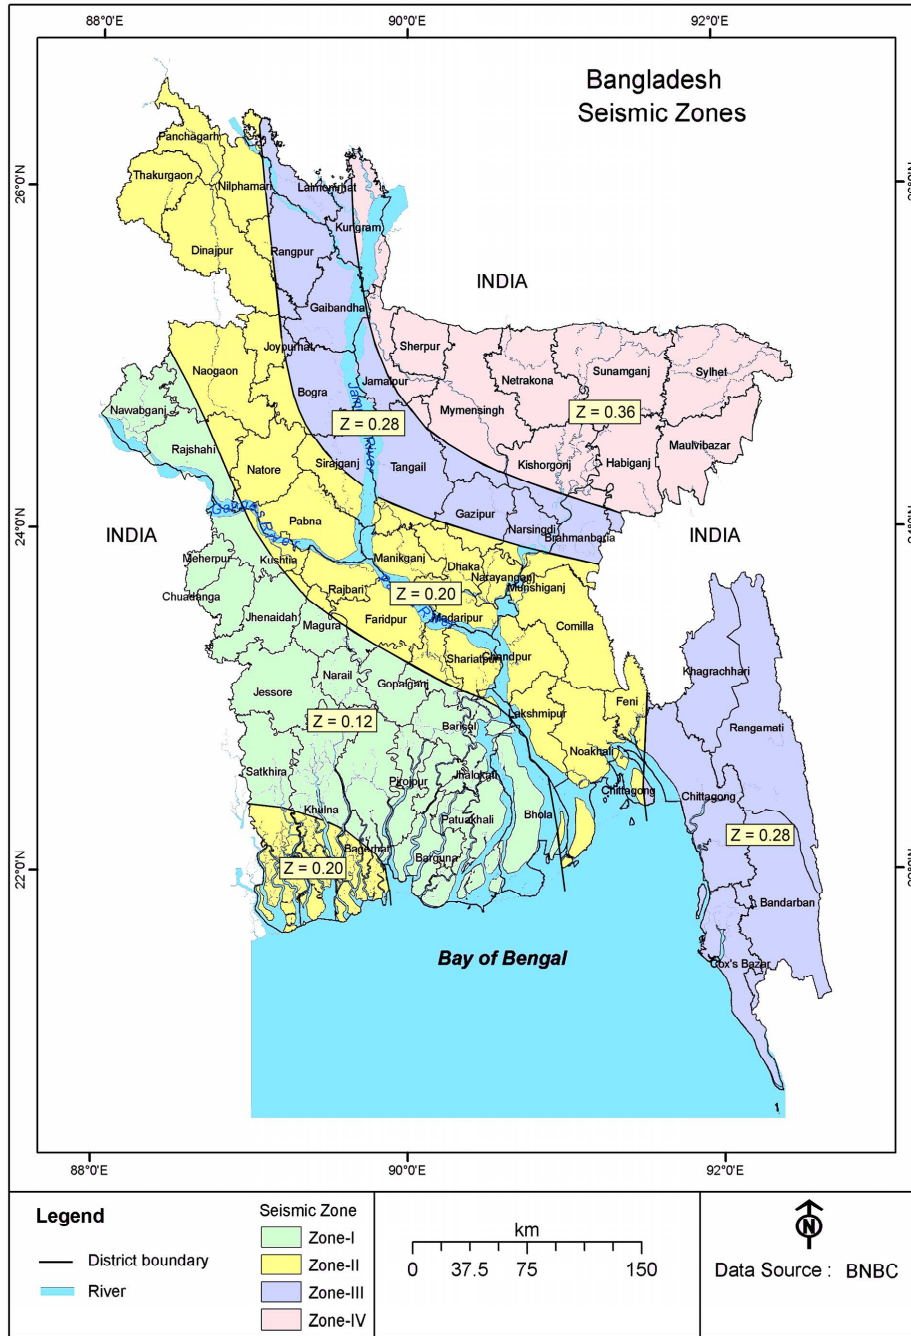 88°0'E
90°0'E
92°0'E
Bangladesh
Seismic Zones
26°N
Panchagarh
Thakurgaon
Nilphamari
Lalmonirhat
Kurigram
Dinajpur
Rangpur
INDIA
Gaibandha
Joypurhat
Sherpur
Sunamganj
Naogaon
Netrakona
Sylhet
Bogra
Jamalpur
Nawabganj
Mymensingh
Z = 0.36
Z = 0.28
Rajshahi
River
Maulvibazar
Natore
Sirajganj
Tangail
Kishorgonj
Habiganj
Gazipur
Pabna
Narsingdi
24°N
INDIA
INDIA
Brahmanbaria
Meherpur
Kushtia
Manikganj
Dhaka
Narayanganj
Munshiganj
Chuadanga
Rajbari
Z = 0.20
Jhenaidah
Magura
Faridpur
Madaripur
Comilla
Shariatpur
Chandpur
Khagrachhari
Narail
Gopalganj
Jessore
Feni
Z = 0.12
Barisal
Lakshmipur
Rangamati
Noakhali
Satkhira
Pirojpur
Jhalokati
Chittagong
Chittagong
Khulna
Patuakhali
Bhola
Z = 0.28
Bagerhat
Barguna
22°N
Z = 0.20
Bandarban
Bay of Bengal
Cox's Bazar
88°0'E
90°0'E
92°0'E
Legend
District boundary
River
Seismic Zone
Zone-I
Zone-II
Zone-III
Zone-IV
km
0 37.5 75 150
N
Data Source : BNBC